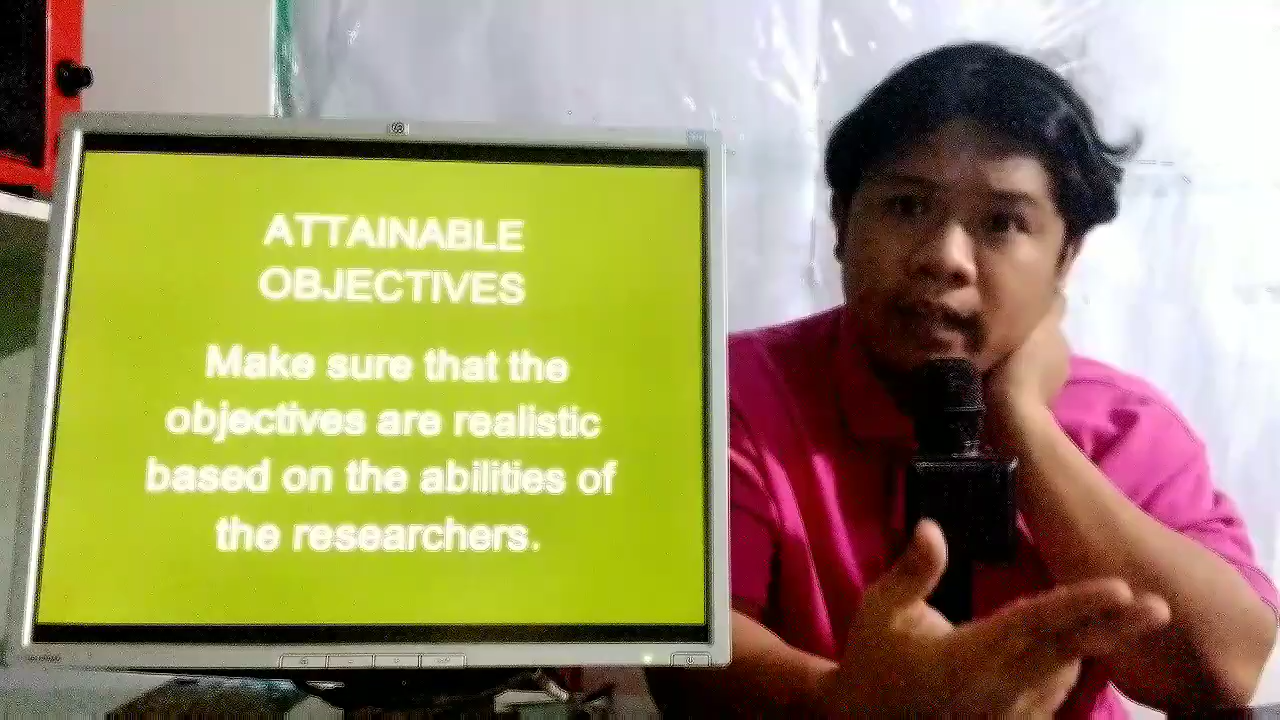 ATTAINABLE
OBJECTIVES
Make sure that the
objectives are realistic
based on the abilities of
the researchers.